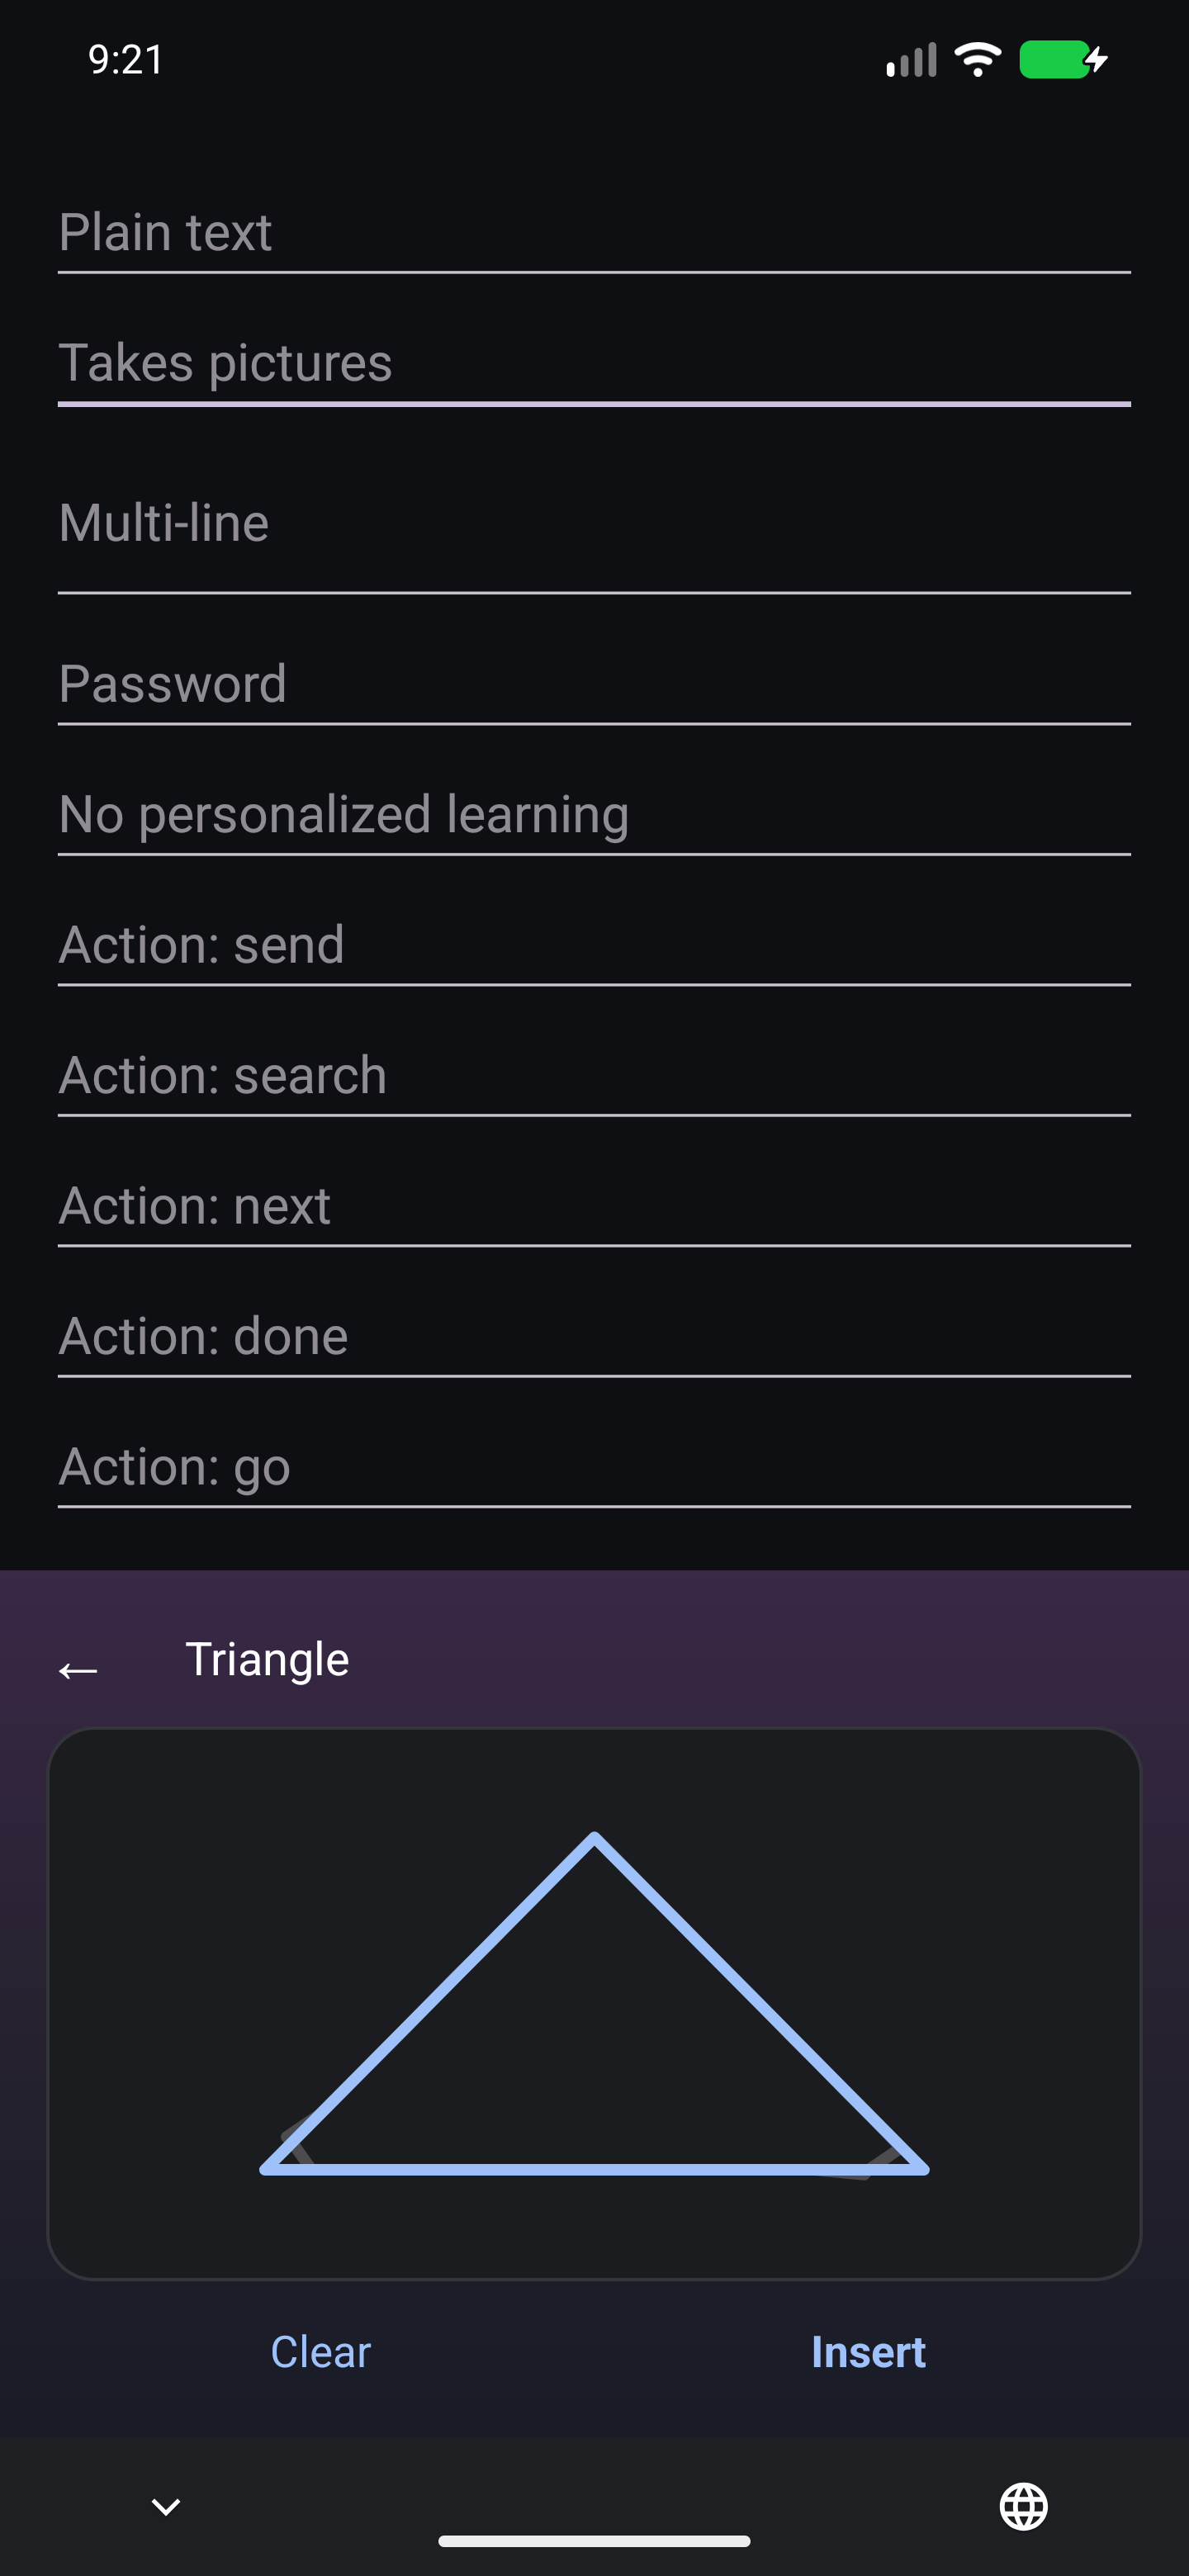 9:21
Plain text
Takes pictures
Multi-line
Password
No personalized learning
Action: send
Action: search
Action: next
Action: done
Action: go
← Triangle
Clear Insert